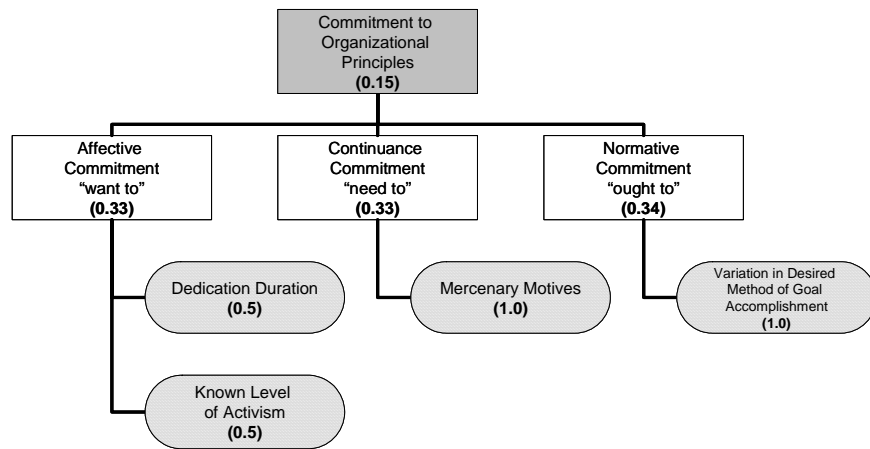 Commitment to
Organizational
Principles
(0.15)
Affective
Commitment
“want to”
(0.33)
Continuance
Commitment
“need to”
(0.33)
Normative
Commitment
“ought to”
(0.34)
Dedication Duration
(0.5)
Mercenary Motives
(1.0)
Variation in Desired
Method of Goal
Accomplishment
(1.0)
Known Level
of Activism
(0.5)